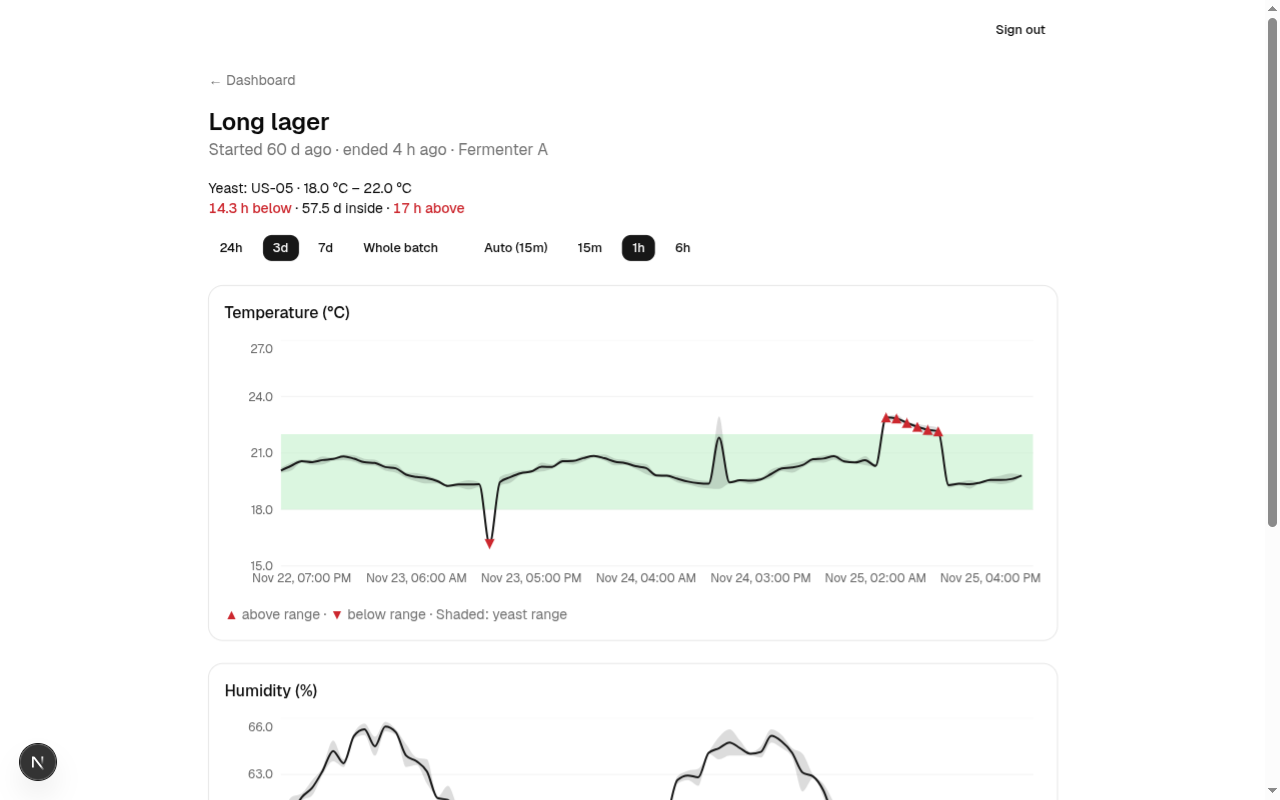 Sign out
← Dashboard
Long lager
Started 60 d ago · ended 4 h ago · Fermenter A
Yeast: US-05 · 18.0 °C – 22.0 °C
14.3 h below · 57.5 d inside · 17 h above
24h 3d 7d Whole batch Auto (15m) 15m 1h 6h
Temperature (°C)
27.0
24.0
21.0
18.0
15.0
Nov 22, 07:00 PM Nov 23, 06:00 AM Nov 23, 05:00 PM Nov 24, 04:00 AM Nov 24, 03:00 PM Nov 25, 02:00 AM Nov 25, 04:00 PM
▲ above range · ▼ below range · Shaded: yeast range
Humidity (%)
66.0
63.0
N